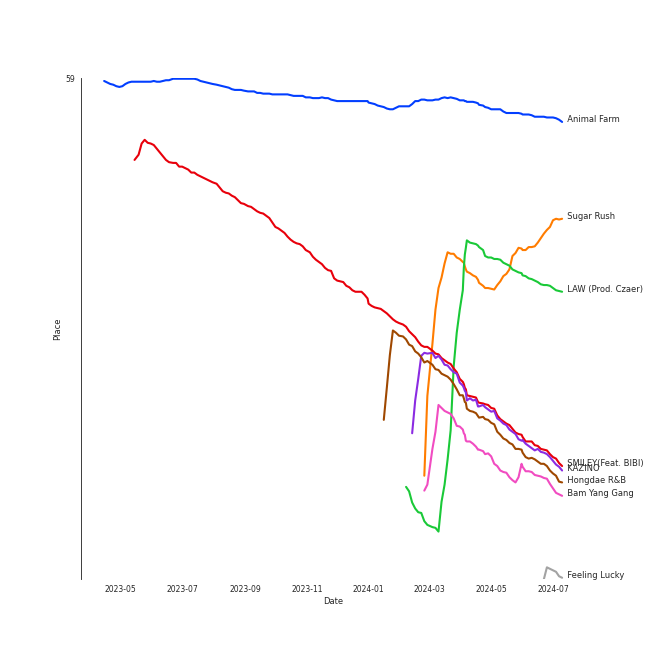 59
Animal Farm
Sugar Rush
LAW (Prod. Czaer)
Place
SMILEY(Feat. BIBI)
KAZINO
Hongdae R&B
Bam Yang Gang
Feeling Lucky
2023-05
2023-07
2023-09
2023-11
2024-01
2024-03
2024-05
2024-07
Date